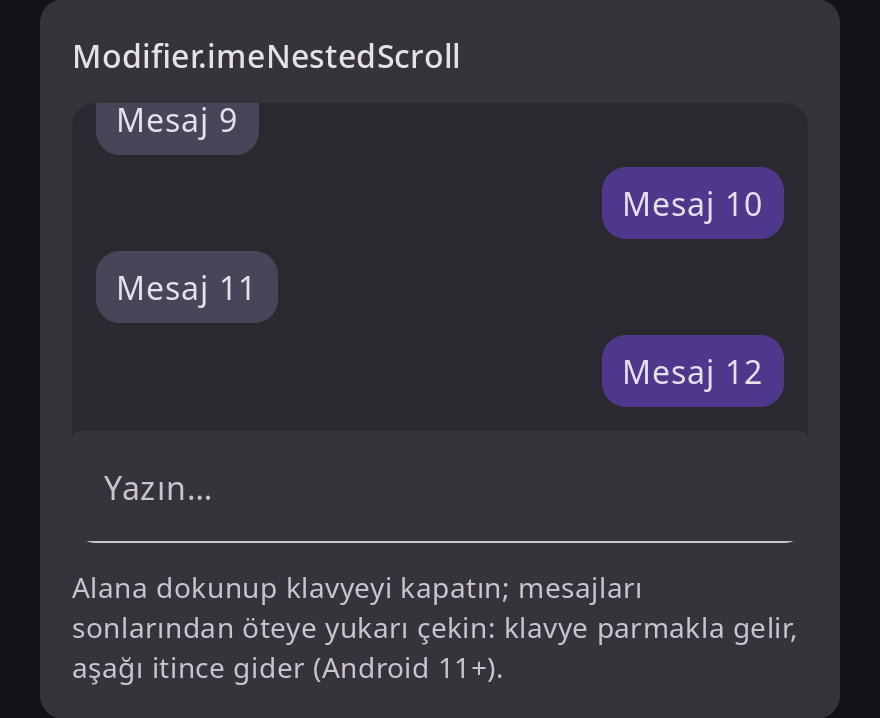 Modifier.imeNestedScroll
Mesaj 9
Mesaj 10
Mesaj 11
Mesaj 12
Yazın...
Alana dokunup klavyeyi kapatın; mesajları
sonlarından öteye yukarı çekin: klavye parmakla gelir,
aşağı itince gider (Android 11+).